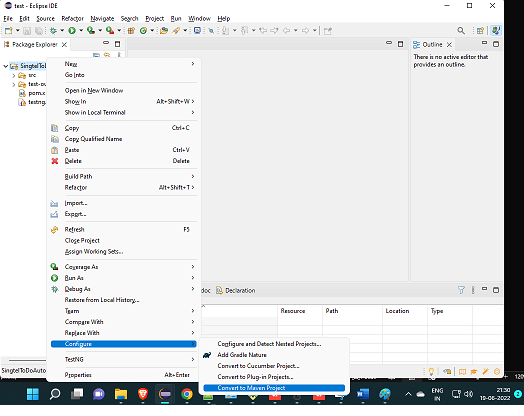 test - Eclipse IDE
File Edit Source Refactor Navigate Search Project Run Window Help
Package Explorer
Outline
There is no active editor that
provides an outline.
SingtelToD
src
test-ou
pom.x
testng.
New
Go Into
Open in New Window
Show In Alt+Shift+W
Show in Local Terminal
Copy Ctrl+C
Copy Qualified Name
Paste Ctrl+V
Delete Delete
Build Path
Refactor Alt+Shift+T
Import...
Export...
Refresh F5
Close Project
Assign Working Sets...
Coverage As
Run As
Debug As
Restore from Local History...
Team
Compare With
Replace With
Configure
TestNG
Properties Alt+Enter
doc Declaration
Resource Path Location Type
Configure and Detect Nested Projects...
Add Gradle Nature
Convert to Cucumber Project...
Convert to Plug-in Projects...
Convert to Maven Project
SingtelToDoAuto
120%
ENG
IN
21:30
19-06-2022